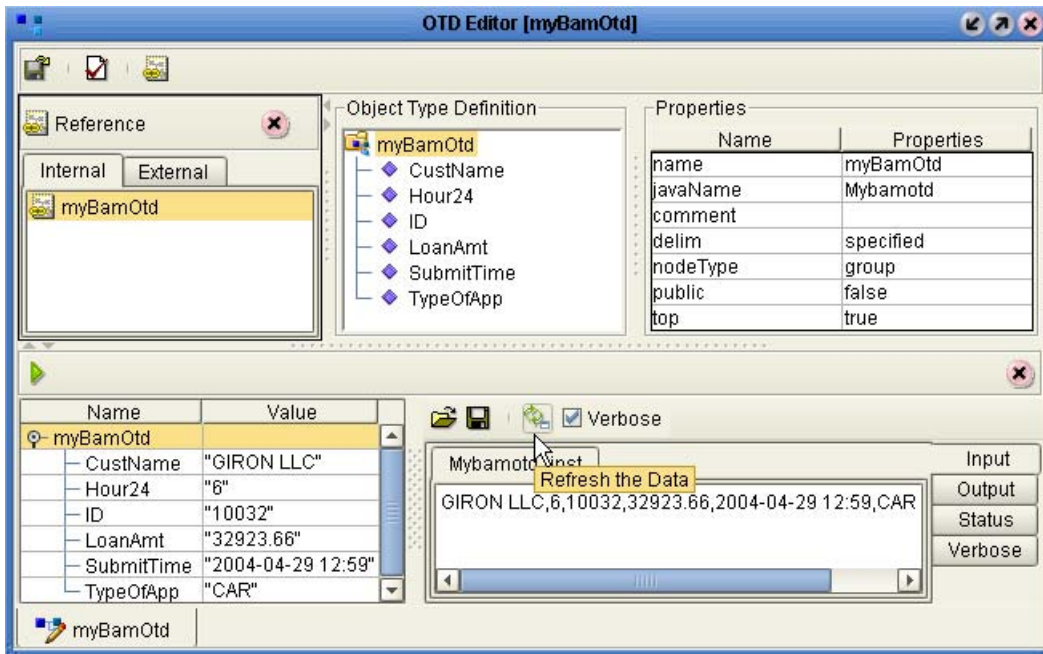 OTD Editor [myBamOtd]
Reference
Internal External
myBamOtd
Object Type Definition
myBamOtd
CustName
Hour24
ID
LoanAmt
SubmitTime
TypeOfApp
Properties
Name Properties
name myBamOtd
javaName Mybamotd
comment
delim specified
nodeType group
public false
top true
Name Value
myBamOtd
CustName "GIRON LLC"
Hour24 "6"
ID "10032"
LoanAmt "32923.66"
SubmitTime "2004-04-29 12:59"
TypeOfApp "CAR"
Verbose
Refresh the Data
GIRON LLC,6,10032,32923.66,2004-04-29 12:59,CAR
Input
Output
Status
Verbose
myBamOtd